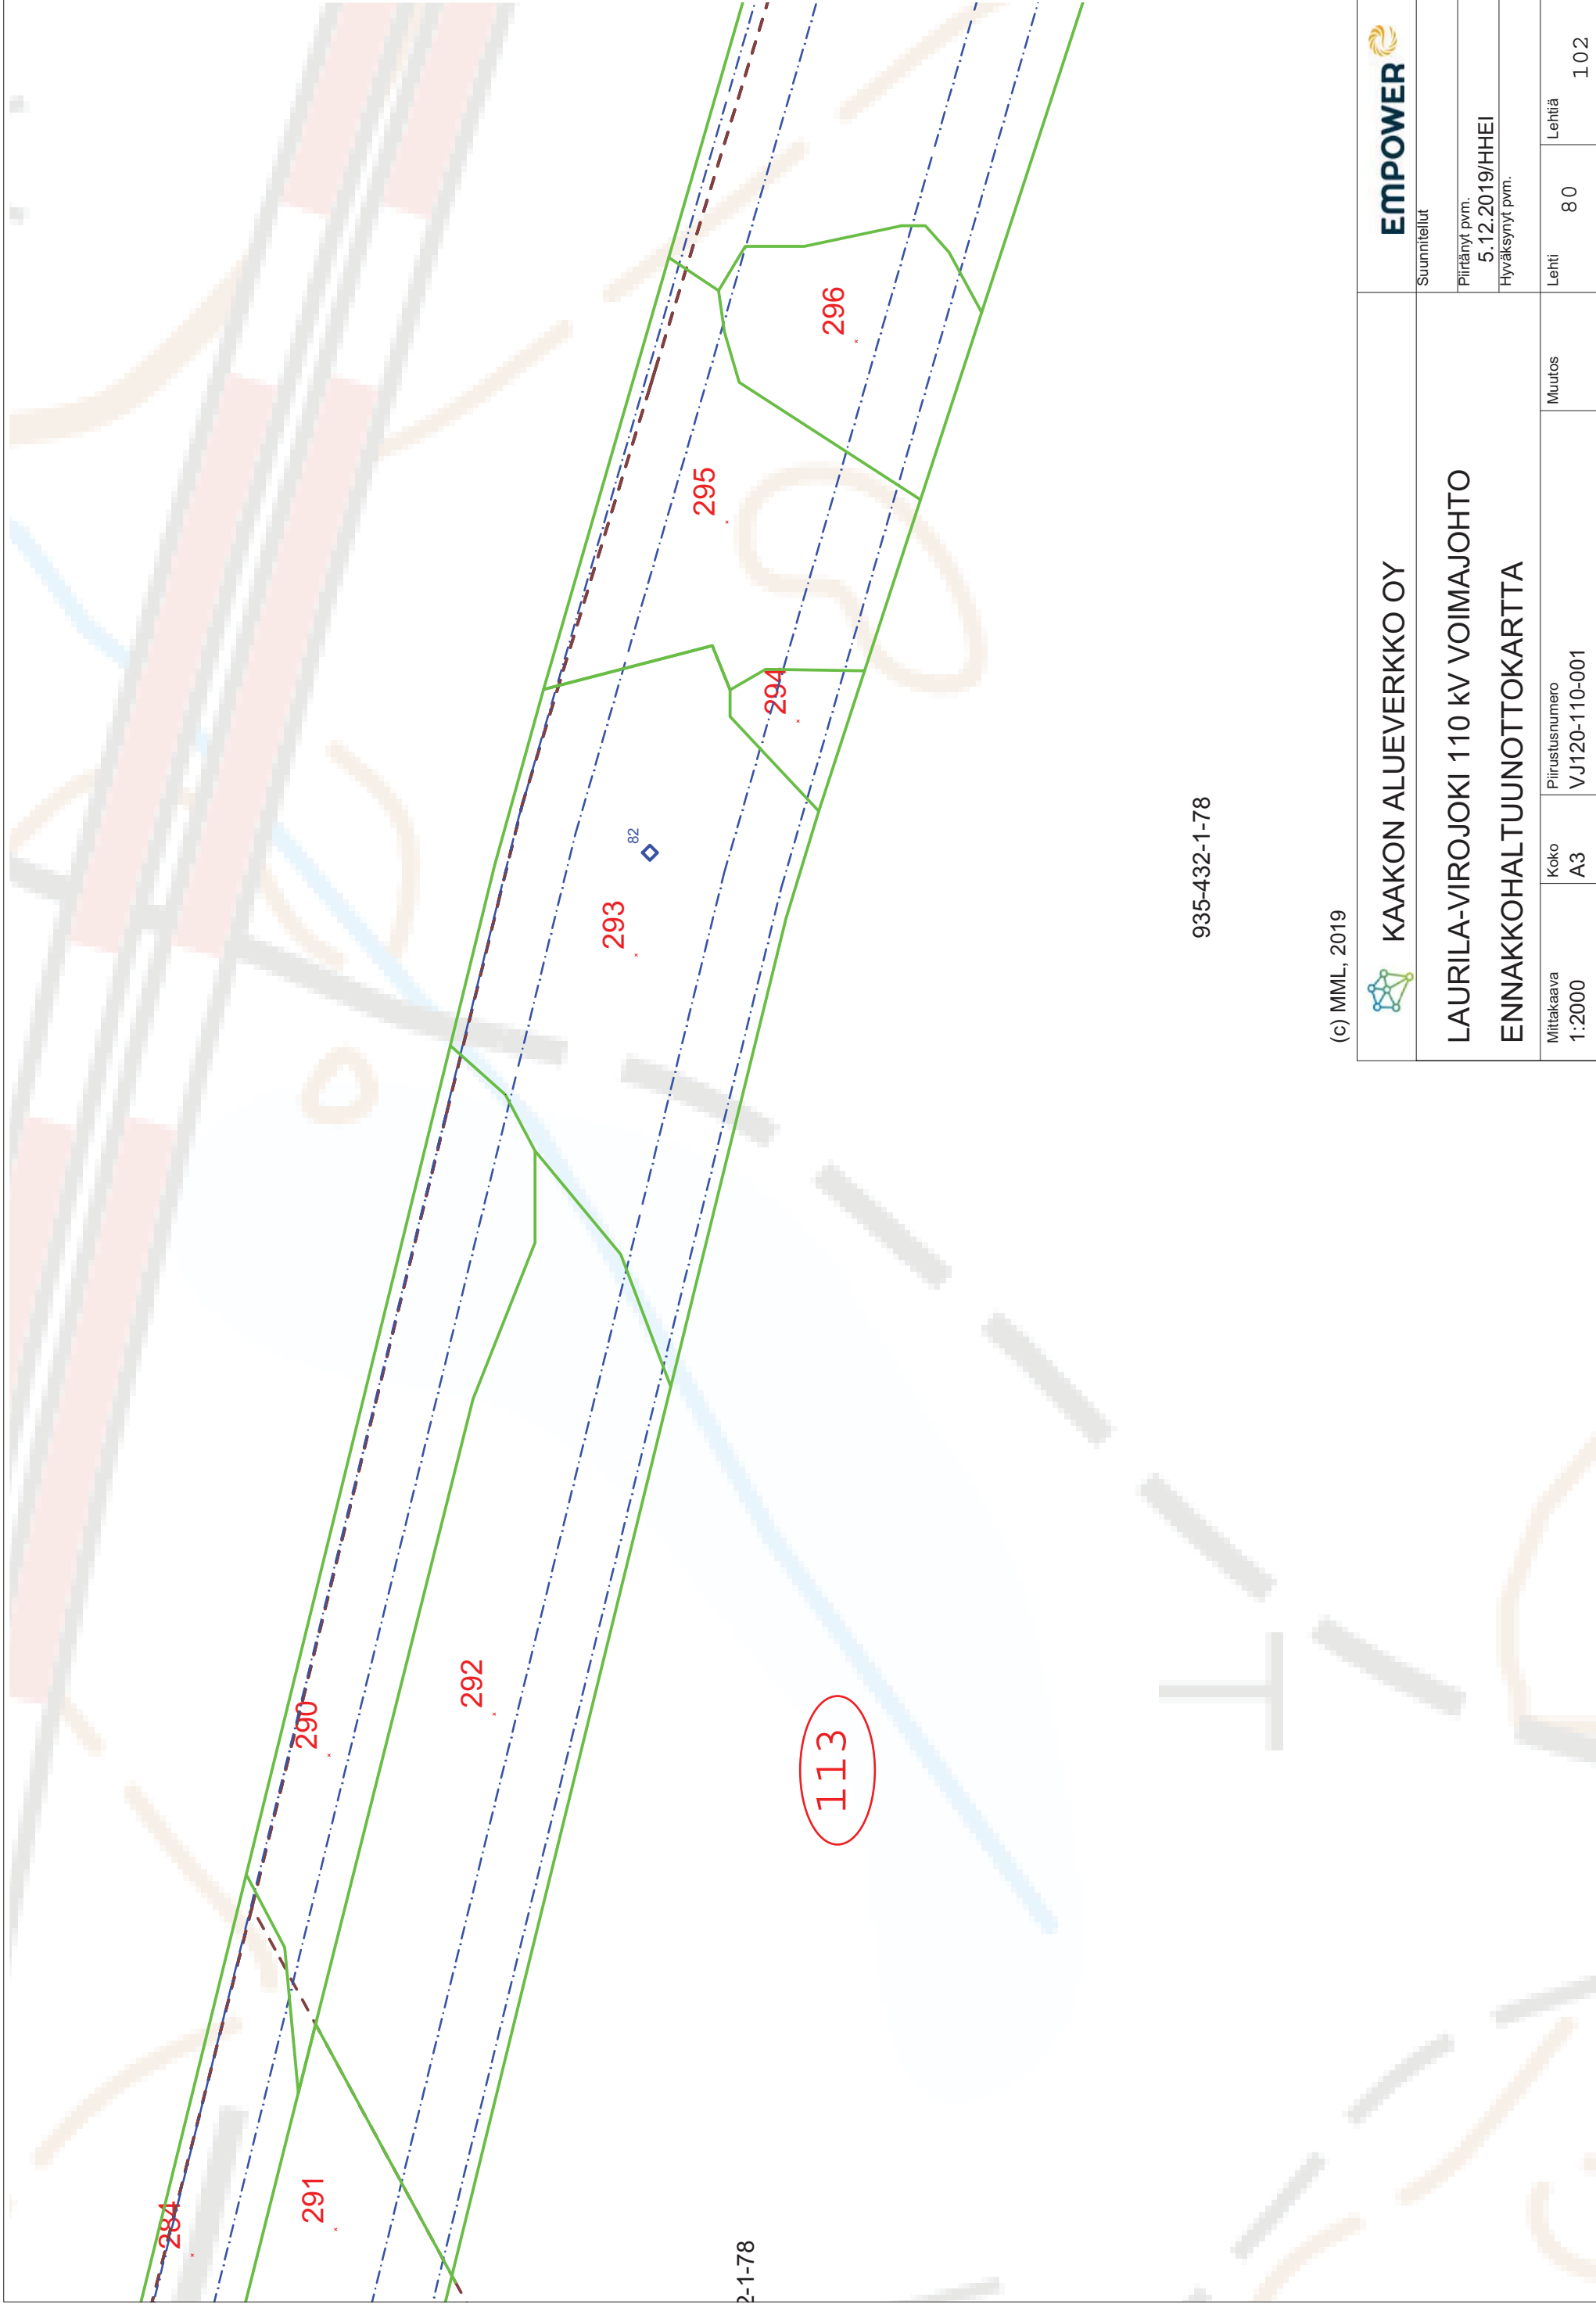 284
291
290
292
293
82
294
295
296
113
2-1-78
935-432-1-78
(c) MML, 2019
KAAKON ALUEVERKKO OY
EMPOWER
LAURILA-VIROJOKI 110 kV VOIMAJOHTO
ENNAKKOHALTUUNOTTOKARTTA
Suunnitellut
Piirtänyt pvm.
5.12.2019/HHEI
Hyväksynyt pvm.
Mittakaava
1:2000
Koko
A3
Piirustusnumero
VJ120-110-001
Muutos
Lehti
80
Lehtiä
102